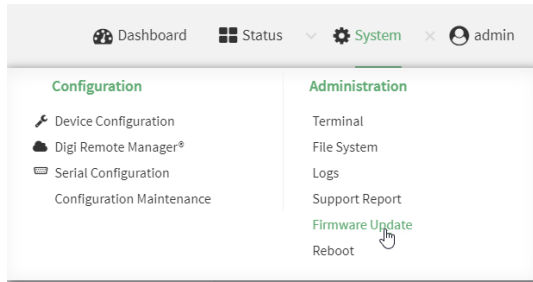 Dashboard Status System admin
Configuration
Device Configuration
Digi Remote Manager®
Serial Configuration
Configuration Maintenance
Administration
Terminal
File System
Logs
Support Report
Firmware Update
Reboot